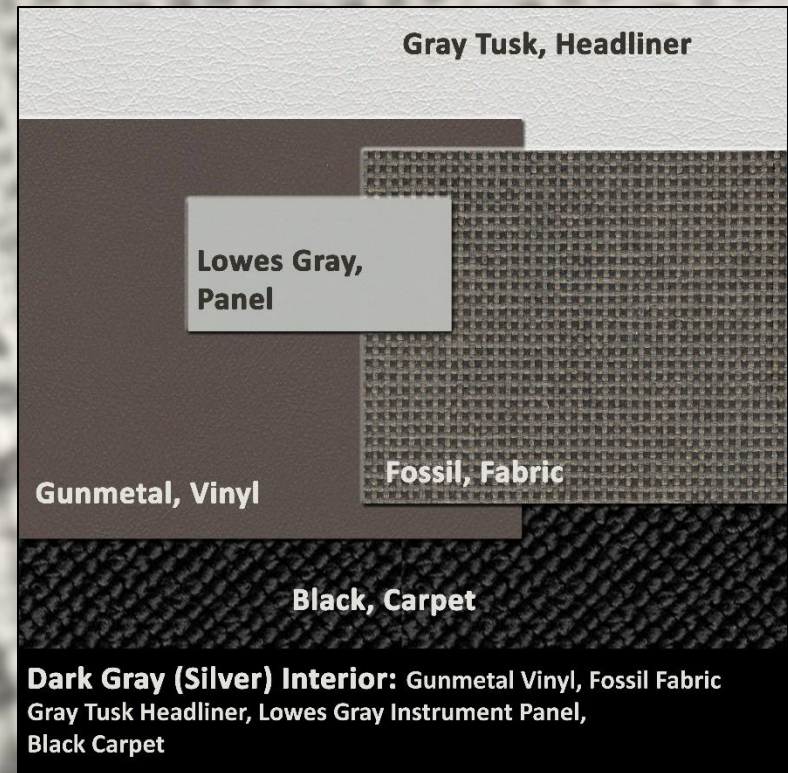 Gray Tusk, Headliner
Lowes Gray,
Panel
Fossil, Fabric
Gunmetal, Vinyl
Black, Carpet
Dark Gray (Silver) Interior: Gunmetal Vinyl, Fossil Fabric
Gray Tusk Headliner, Lowes Gray Instrument Panel,
Black Carpet